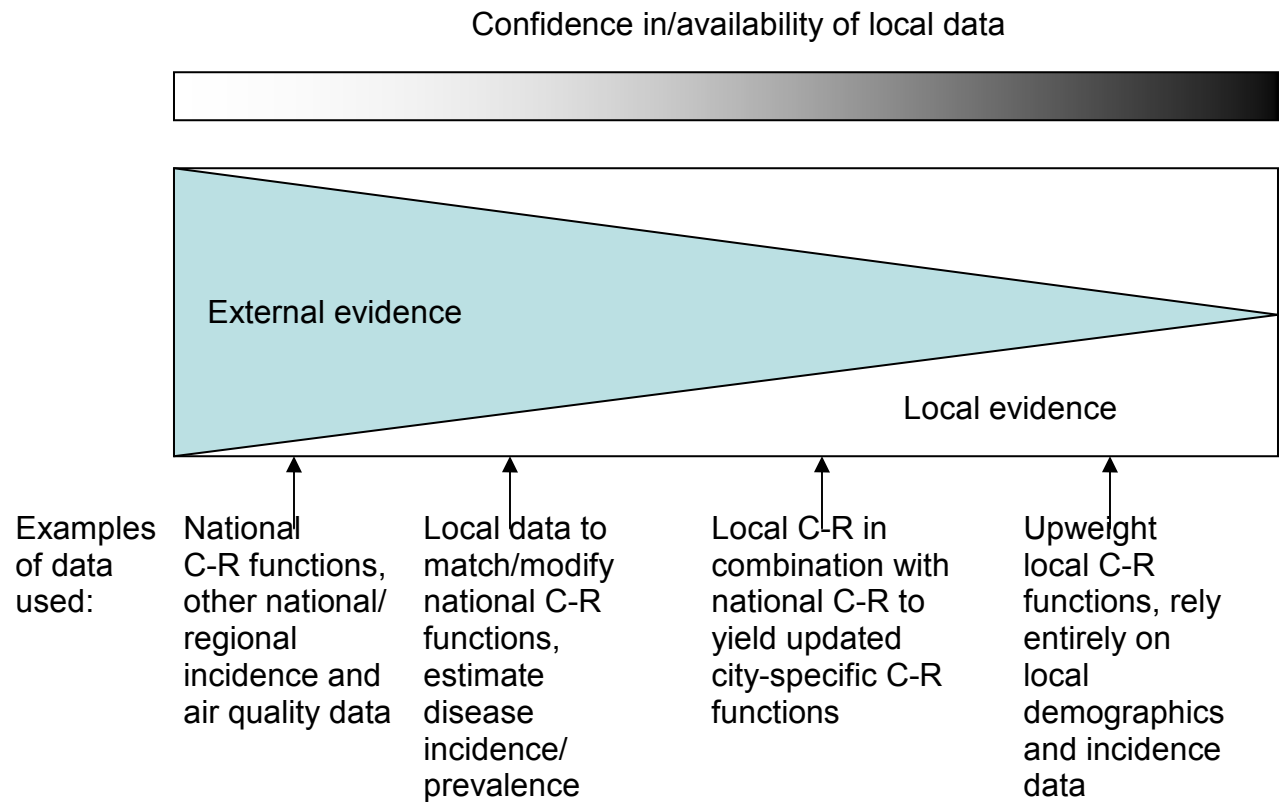 Confidence in/availability of local data
External evidence
Local evidence
Examples
of data
used:
National
C-R functions,
other national/
regional
incidence and
air quality data
Local data to
match/modify
national C-R
functions,
estimate
disease
incidence/
prevalence
Local C-R in
combination with
national C-R to
yield updated
city-specific C-R
functions
Upweight
local C-R
functions, rely
entirely on
local
demographics
and incidence
data